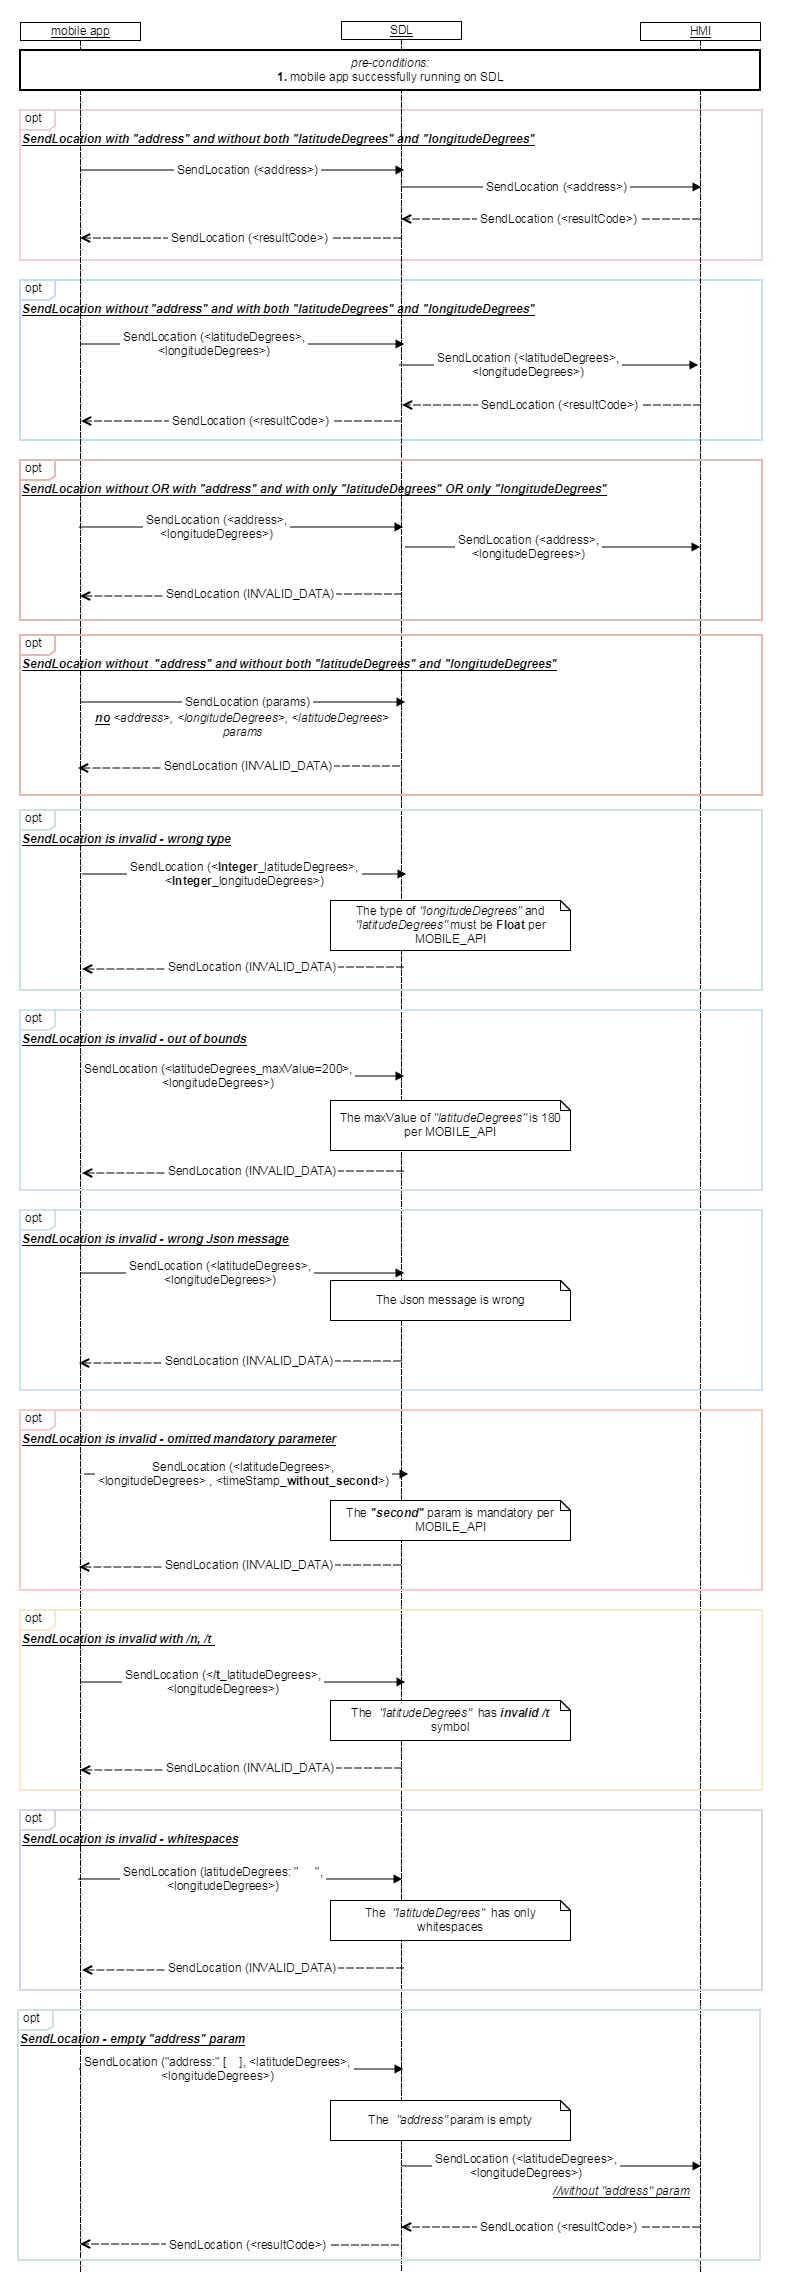 mobile app
SDL
HMI
pre-conditions:
1. mobile app successfully running on SDL
opt
SendLocation with "address" and without both "latitudeDegrees" and "longitudeDegrees"
SendLocation (<address>)
SendLocation (<address>)
SendLocation (<resultCode>)
SendLocation (<resultCode>)
opt
SendLocation without "address" and with both "latitudeDegrees" and "longitudeDegrees"
SendLocation (<latitudeDegrees>,
<longitudeDegrees>)
SendLocation (<latitudeDegrees>,
<longitudeDegrees>)
SendLocation (<resultCode>)
SendLocation (<resultCode>)
opt
SendLocation without OR with "address" and with only "latitudeDegrees" OR only "longitudeDegrees"
SendLocation (<address>,
<longitudeDegrees>)
SendLocation (<address>,
<longitudeDegrees>)
SendLocation (INVALID_DATA)
opt
SendLocation without  "address" and without both "latitudeDegrees" and "longitudeDegrees"
SendLocation (params)
no <address>, <longitudeDegrees>, <latitudeDegrees>
params
SendLocation (INVALID_DATA)
opt
SendLocation is invalid - wrong type
SendLocation (<Integer_latitudeDegrees>,
<Integer_longitudeDegrees>)
The type of "longitudeDegrees" and
"latitudeDegrees" must be Float per
MOBILE_API
SendLocation (INVALID_DATA)
opt
SendLocation is invalid - out of bounds
SendLocation (<latitudeDegrees_maxValue=200>,
<longitudeDegrees>)
The maxValue of "latitudeDegrees" is 180
per MOBILE_API
SendLocation (INVALID_DATA)
opt
SendLocation is invalid - wrong Json message
SendLocation (<latitudeDegrees>,
<longitudeDegrees>)
The Json message is wrong
SendLocation (INVALID_DATA)
opt
SendLocation is invalid - omitted mandatory parameter
SendLocation (<latitudeDegrees>,
<longitudeDegrees> , <timeStamp_without_second>)
The "second" param is mandatory per
MOBILE_API
SendLocation (INVALID_DATA)
opt
SendLocation is invalid with /n, /t
SendLocation (</t_latitudeDegrees>,
<longitudeDegrees>)
The  "latitudeDegrees"  has invalid /t
symbol
SendLocation (INVALID_DATA)
opt
SendLocation is invalid - whitespaces
SendLocation (latitudeDegrees: "     ",
<longitudeDegrees>)
The  "latitudeDegrees"  has only
whitespaces
SendLocation (INVALID_DATA)
opt
SendLocation - empty "address" param
SendLocation ("address:" [    ], <latitudeDegrees>,
<longitudeDegrees>)
The  "address" param is empty
SendLocation (<latitudeDegrees>,
<longitudeDegrees>)
//without "address" param
SendLocation (<resultCode>)
SendLocation (<resultCode>)